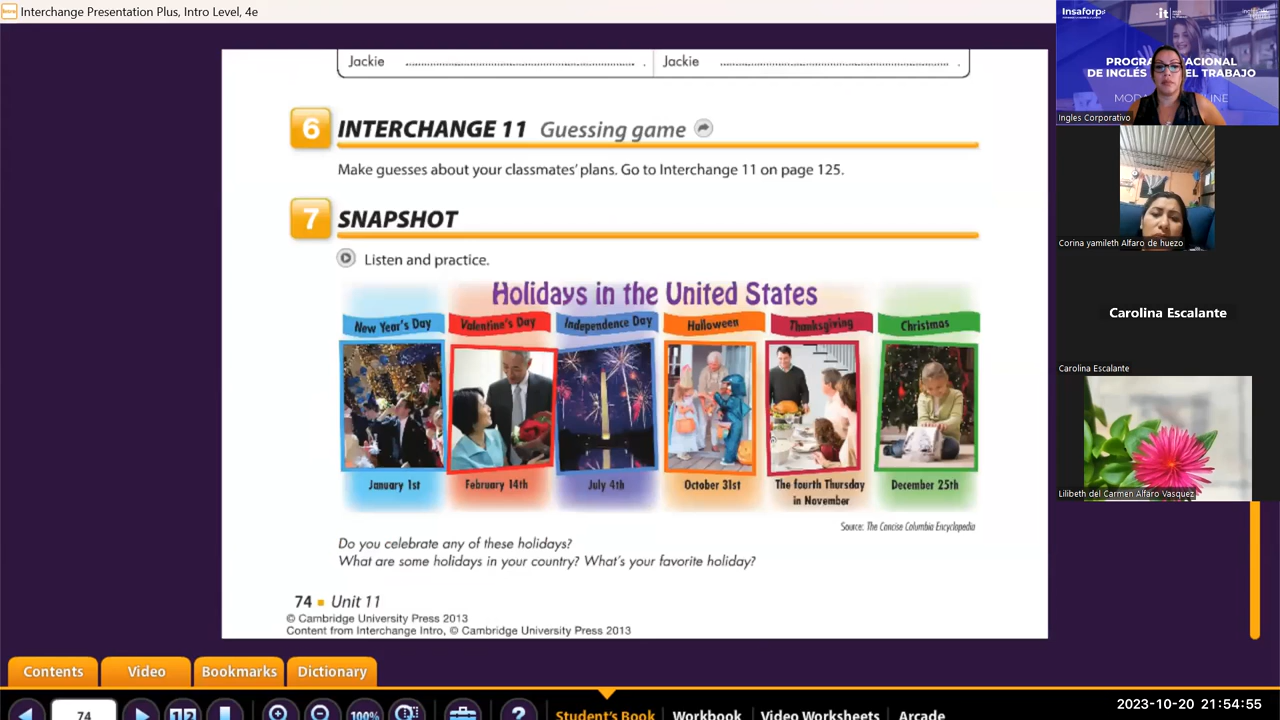 Interchange Presentation Plus, Intro Level, 4e
Jackie ........ . Jackie ........ .
6 INTERCHANGE 11 Guessing game
Make guesses about your classmates' plans. Go to Interchange 11 on page 125.
7 SNAPSHOT
Listen and practice.
Holidays in the United States
New Year's Day Valentine's Day Independence Day Halloween Thanksgiving Christmas
January 1st February 14th July 4th October 31st The fourth Thursday December 25th
in November
Source: The Concise Columbia Encyclopedia
Do you celebrate any of these holidays?
What are some holidays in your country? What's your favorite holiday?
74 Unit 11
© Cambridge University Press 2013
Content from Interchange Intro, © Cambridge University Press 2013
Contents Video Bookmarks Dictionary
74 100% ? Student's Book Workbook Video Worksheets Arcade
Insaforp
it
Ingles Corporativo
Corina yamileth Alfaro de huezo
Carolina Escalante
Carolina Escalante
Lilibeth del Carmen Alfaro Vasquez
2023-10-20 21:54:55